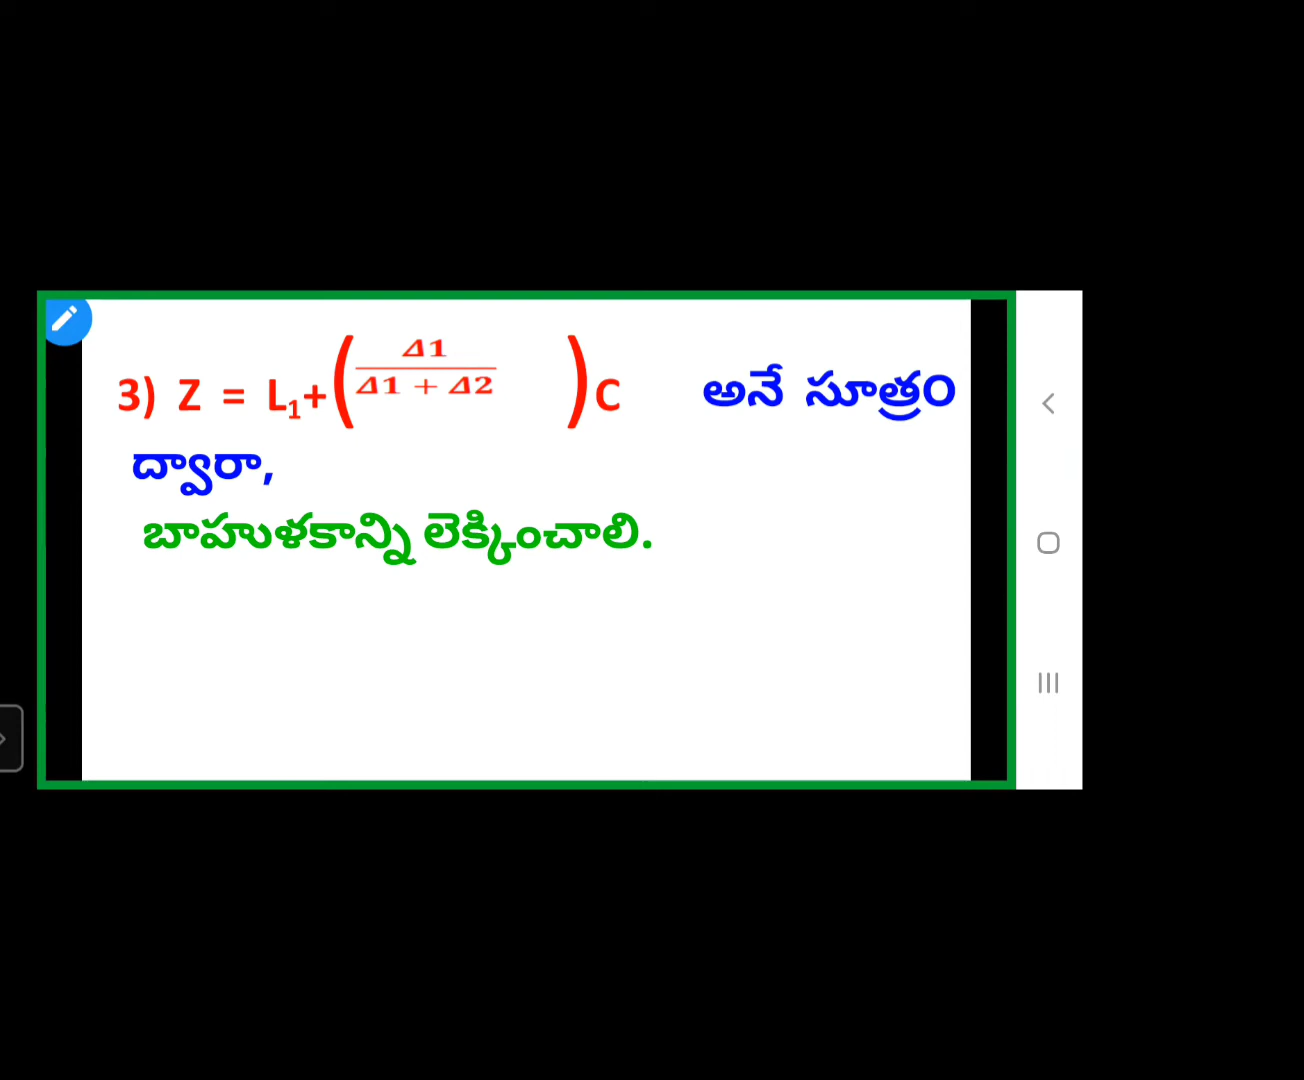 3) Z = L₁+(Δ1/Δ1 + Δ2)C అనే సూత్రం
ద్వారా,
బాహుళకాన్ని లెక్కించాలి.